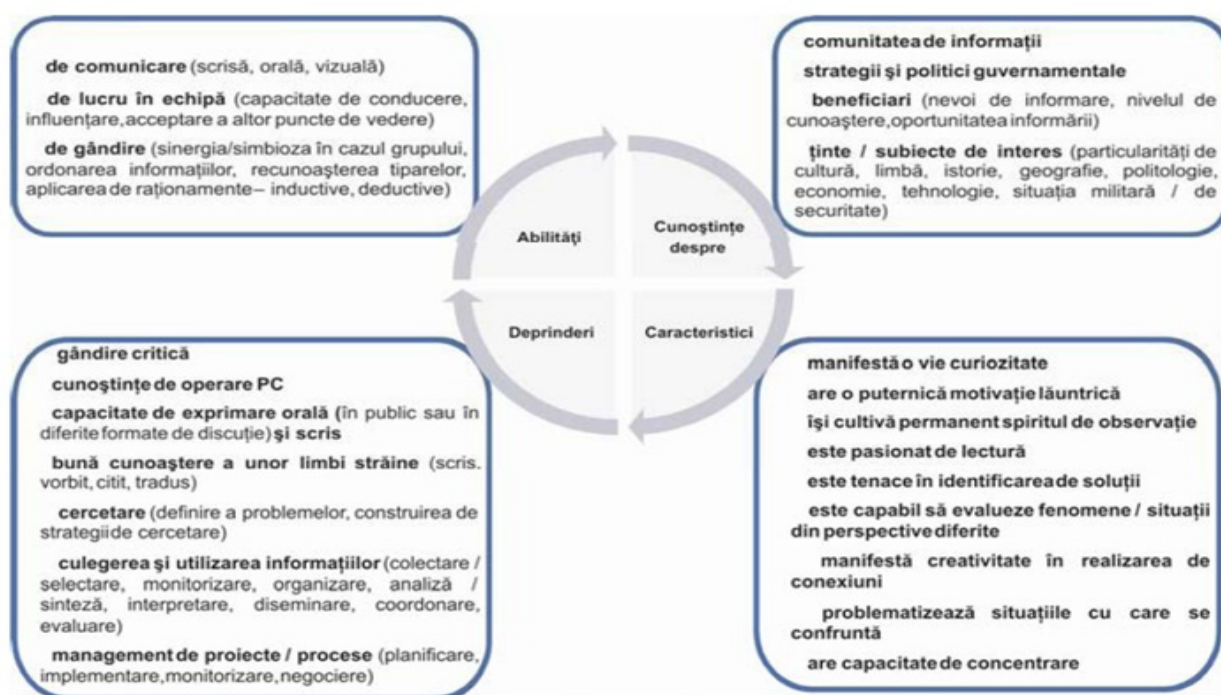 de comunicare (scrisă, orală, vizuală)
de lucru în echipă (capacitate de conducere,
influențare,acceptare a altor puncte de vedere)
de gândire (sinergia/simbioza în cazul grupului,
ordonarea informațiilor, recunoașterea tiparelor,
aplicarea de raționamente– inductive, deductive)
comunitatea de informații
strategii și politici guvernamentale
beneficiari (nevoi de informare, nivelul de
cunoaștere,oportunitatea informării)
ținte / subiecte de interes (particularități de
cultură, limbă, istorie, geografie, politologie,
economie, tehnologie, situația militară / de
securitate)
Abilități
Cunoștințe
despre
Deprinderi
Caracteristici
gândire critică
cunoștințe de operare PC
capacitate de exprimare orală (în public sau în
diferite formate de discuție) și scris
bună cunoaștere a unor limbi străine (scris.
vorbit, citit, tradus)
cercetare (definire a problemelor, construirea de
strategii de cercetare)
culegerea și utilizarea informațiilor (colectare /
selectare, monitorizare, organizare, analiză /
sinteză, interpretare, diseminare, coordonare,
evaluare)
management de proiecte / procese (planificare,
implementare,monitorizare, negociere)
manifestă o vie curiozitate
are o puternică motivație lăuntrică
își cultivă permanent spiritul de observație
este pasionat de lectură
este tenace în identificarea de soluții
este capabil să evalueze fenomene / situații
din perspective diferite
manifestă creativitate în realizarea de
conexiuni
problematizează situațiile cu care se
confruntă
are capacitate de concentrare